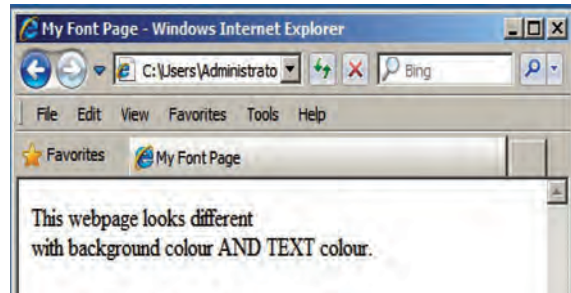 My Font Page - Windows Internet Explorer
C:\Users\Administrato
Bing
File Edit View Favorites Tools Help
Favorites My Font Page
This webpage looks different
with background colour AND TEXT colour.